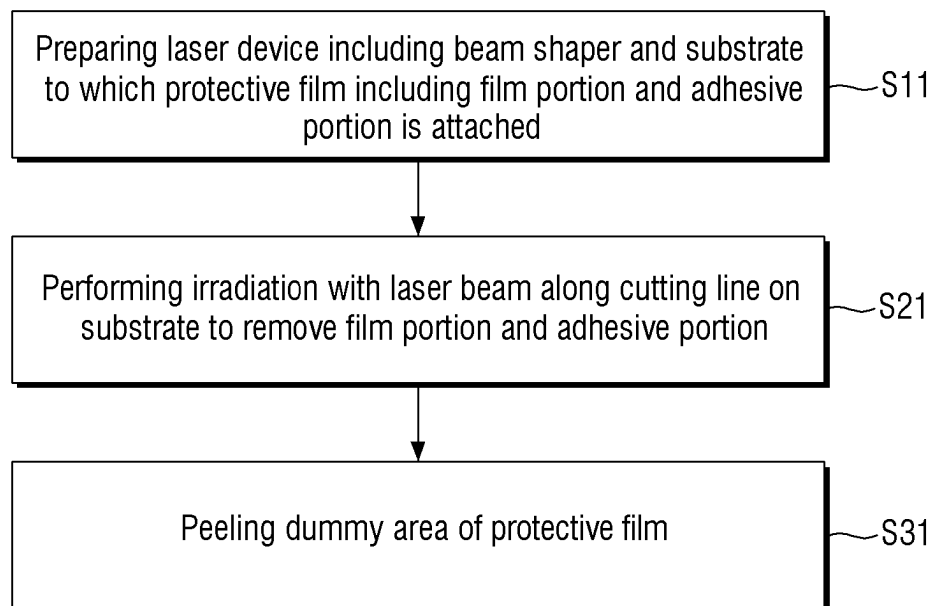 Preparing laser device including beam shaper and substrate
to which protective film including film portion and adhesive
portion is attached
S11
Performing irradiation with laser beam along cutting line on
substrate to remove film portion and adhesive portion
S21
Peeling dummy area of protective film
S31